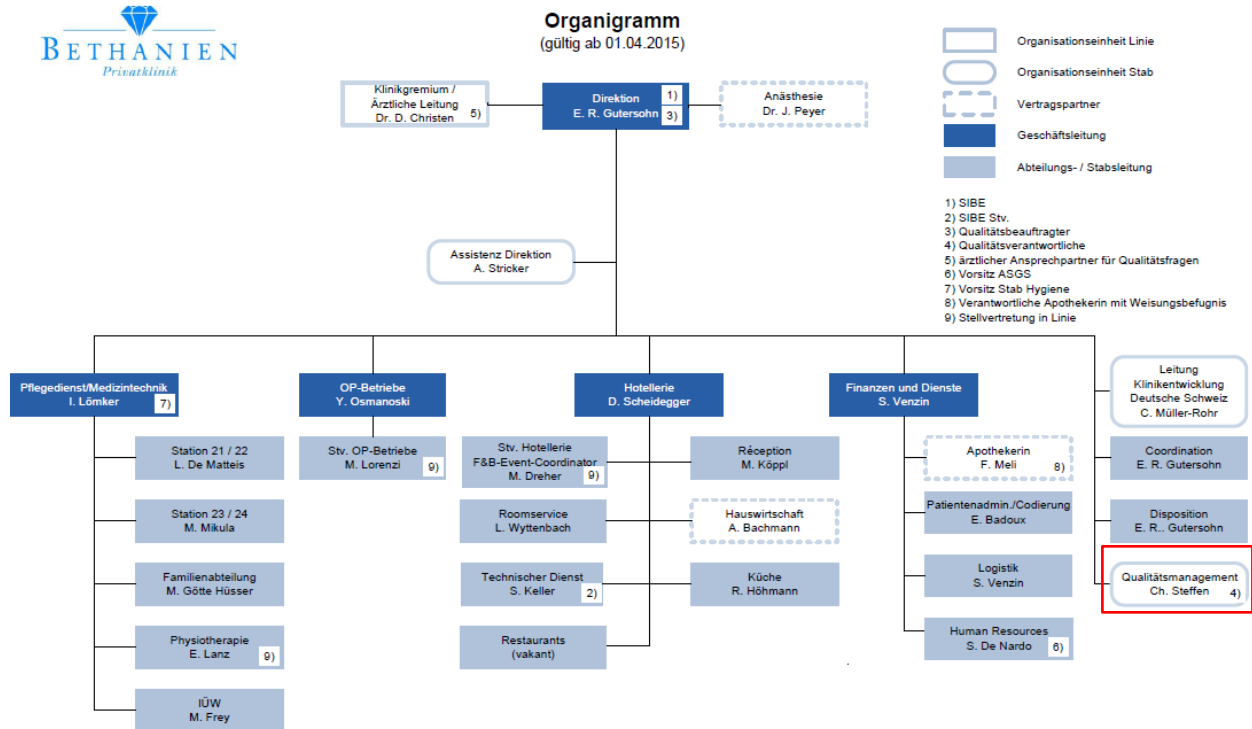 BETHANIEN
Privatklinik
Organigramm
(gültig ab 01.04.2015)
Organisationseinheit Linie
Organisationseinheit Stab
Vertragspartner
Geschäftsleitung
Abteilungs- / Stabsleitung
1) SIBE
2) SIBE Stv.
3) Qualitätsbeauftragter
4) Qualitätsverantwortliche
5) ärztlicher Ansprechpartner für Qualitätsfragen
6) Vorsitz ASGS
7) Vorsitz Stab Hygiene
8) Verantwortliche Apothekerin mit Weisungsbefugnis
9) Stellvertretung in Linie
Klinikgremium /
Ärztliche Leitung
Dr. D. Christen 5)
Direktion 1)
E. R. Gutersohn 3)
Anästhesie
Dr. J. Peyer
Assistenz Direktion
A. Stricker
Pflegedienst/Medizintechnik
I. Lömker 7)
Station 21 / 22
L. De Matteis
Station 23 / 24
M. Mikula
Familienabteilung
M. Götte Hüsser
Physiotherapie
E. Lanz 9)
IÜW
M. Frey
OP-Betriebe
Y. Osmanoski
Stv. OP-Betriebe
M. Lorenzi 9)
Hotellerie
D. Scheidegger
Stv. Hotellerie
F&B-Event-Coordinator
M. Dreher 9)
Roomservice
L. Wyttenbach
Technischer Dienst
S. Keller 2)
Restaurants
(vakant)
Réception
M. Köppl
Hauswirtschaft
A. Bachmann
Küche
R. Höhmann
Finanzen und Dienste
S. Venzin
Apothekerin
F. Meli 8)
Patientenadmin./Codierung
E. Badoux
Logistik
S. Venzin
Human Resources
S. De Nardo 6)
Leitung
Klinikentwicklung
Deutsche Schweiz
C. Müller-Rohr
Coordination
E. R. Gutersohn
Disposition
E. R.. Gutersohn
Qualitätsmanagement
Ch. Steffen 4)